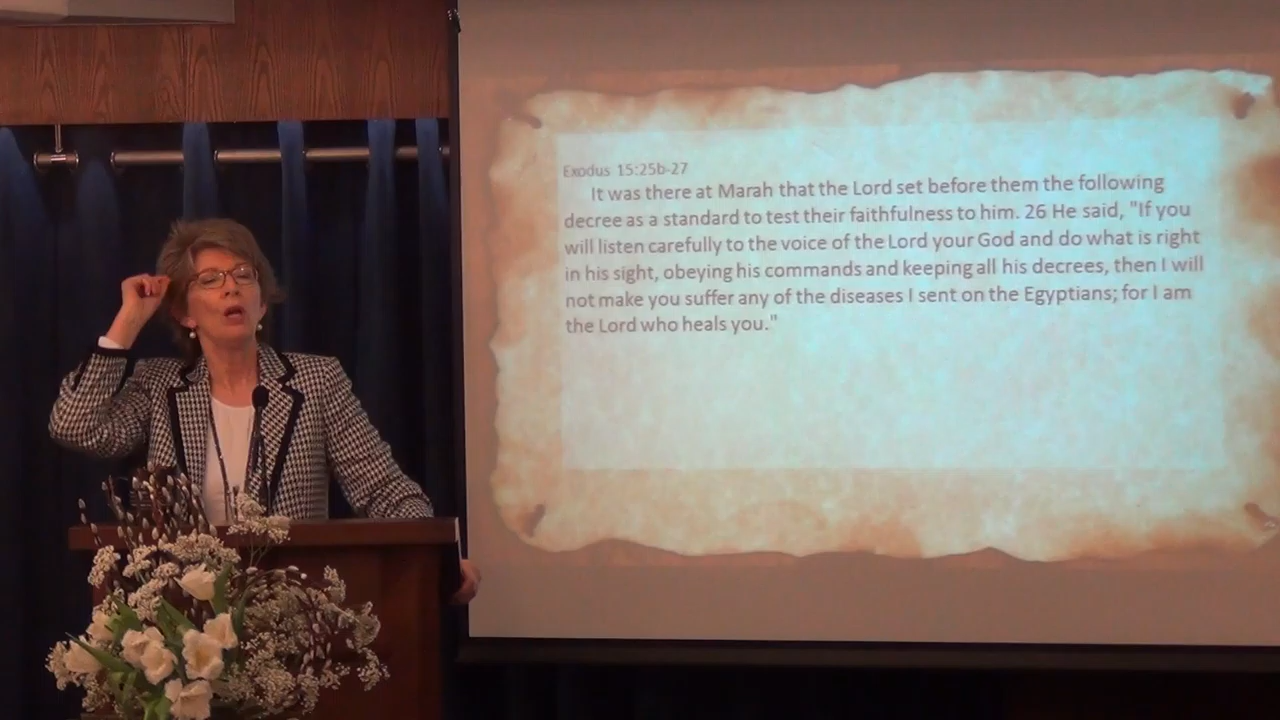 Exodus 15:25b-27
It was there at Marah that the Lord set before them the following
decree as a standard to test their faithfulness to him. 26 He said, "If you
will listen carefully to the voice of the Lord your God and do what is right
in his sight, obeying his commands and keeping all his decrees, then I will
not make you suffer any of the diseases I sent on the Egyptians; for I am
the Lord who heals you."